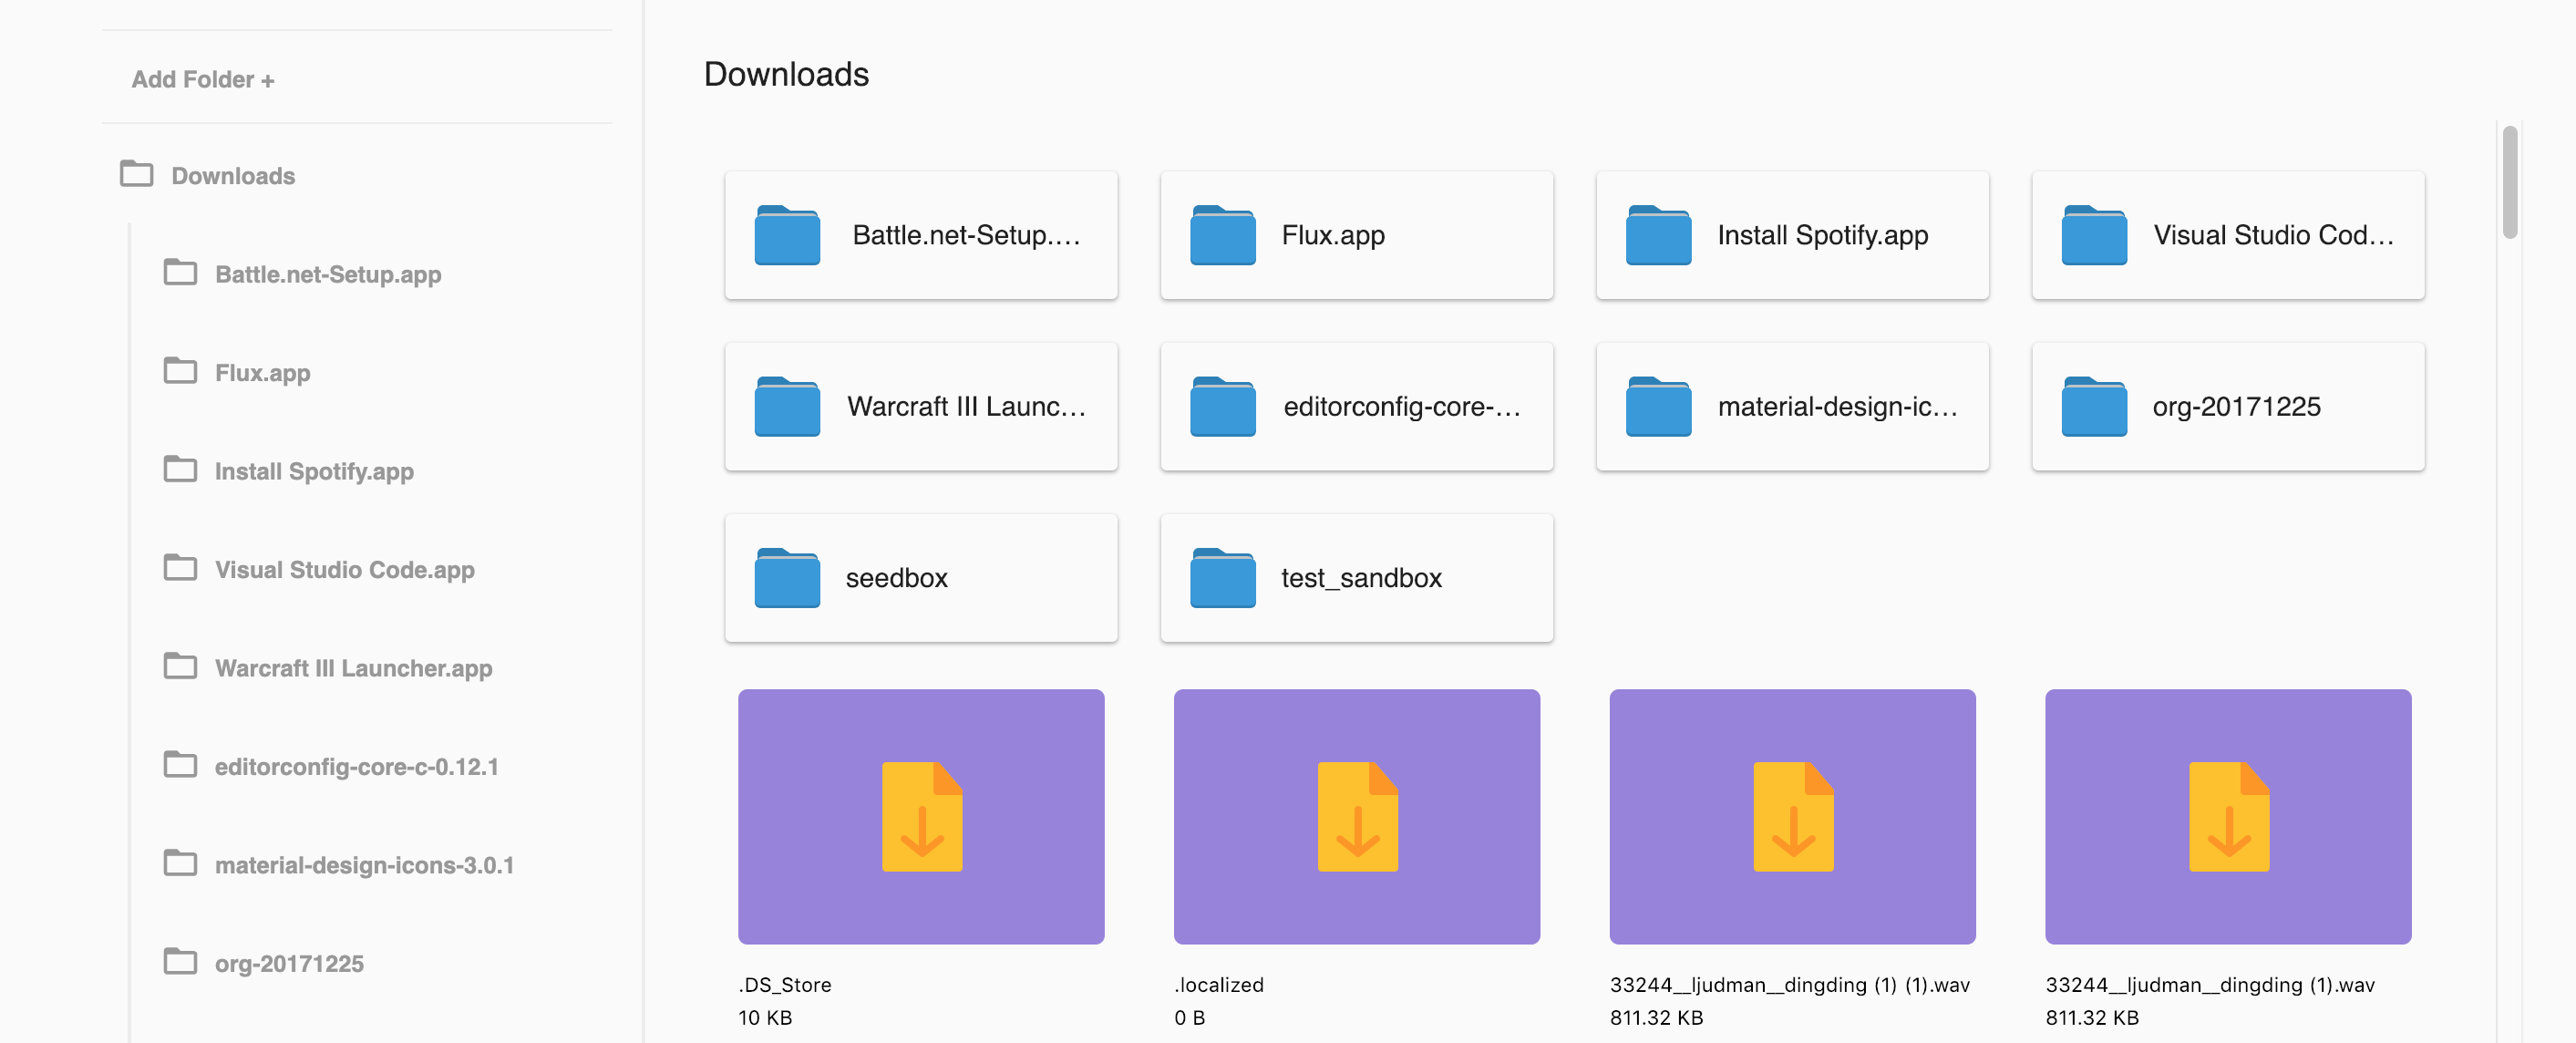 Add Folder +
Downloads
Battle.net-Setup.app
Flux.app
Install Spotify.app
Visual Studio Code.app
Warcraft III Launcher.app
editorconfig-core-c-0.12.1
material-design-icons-3.0.1
org-20171225
Downloads
Battle.net-Setup....
Flux.app
Install Spotify.app
Visual Studio Cod...
Warcraft III Launc...
editorconfig-core-...
material-design-ic...
org-20171225
seedbox
test_sandbox
.DS_Store
10 KB
.localized
0 B
33244__ljudman__dingding (1) (1).wav
811.32 KB
33244__ljudman__dingding (1).wav
811.32 KB